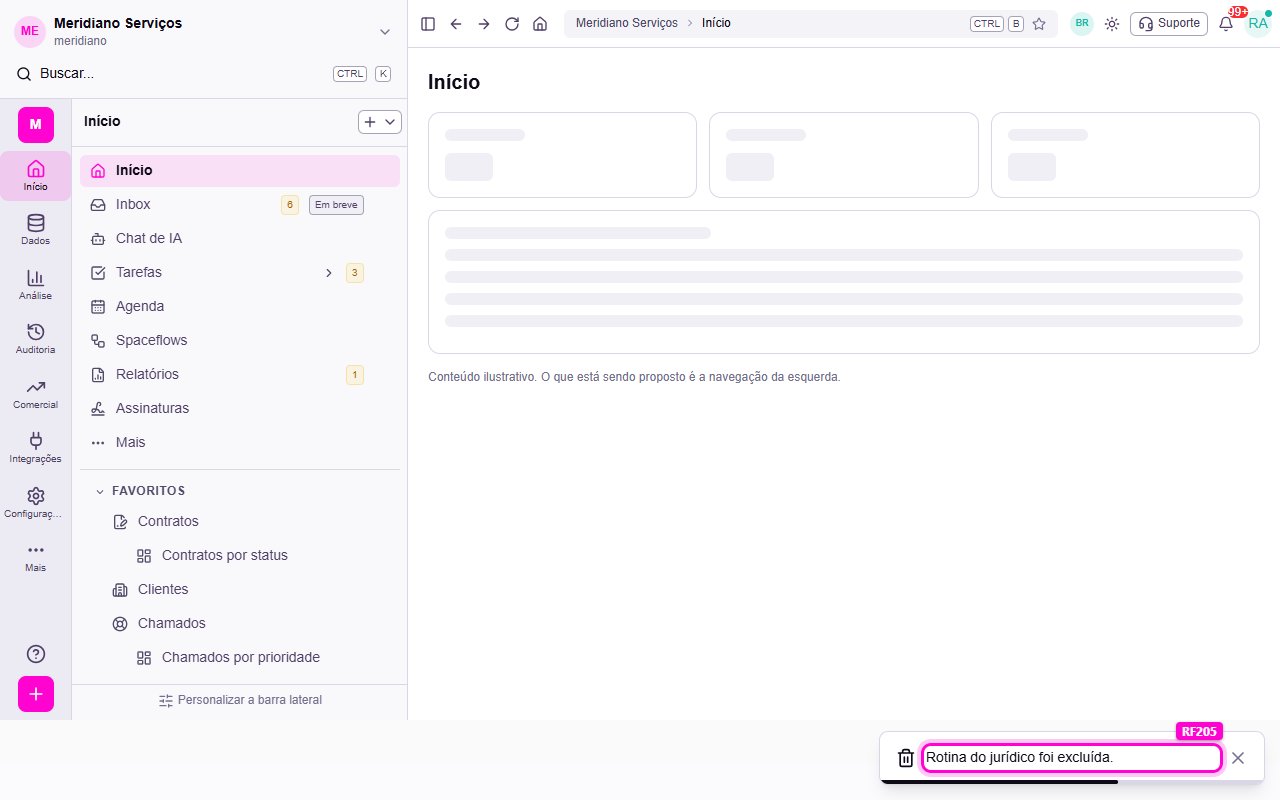 ME
Meridiano Serviços
meridiano
Buscar...
CTRL
K
Meridiano Serviços > Início
CTRL
B
BR
Suporte
99+
RA
M
Início
Dados
Análise
Auditoria
Comercial
Integrações
Configuraç...
Mais
Início
Início
Inbox
6
Em breve
Chat de IA
Tarefas
3
Agenda
Spaceflows
Relatórios
1
Assinaturas
Mais
FAVORITOS
Contratos
Contratos por status
Clientes
Chamados
Chamados por prioridade
Personalizar a barra lateral
Início
Conteúdo ilustrativo. O que está sendo proposto é a navegação da esquerda.
RF205
Rotina do jurídico foi excluída.